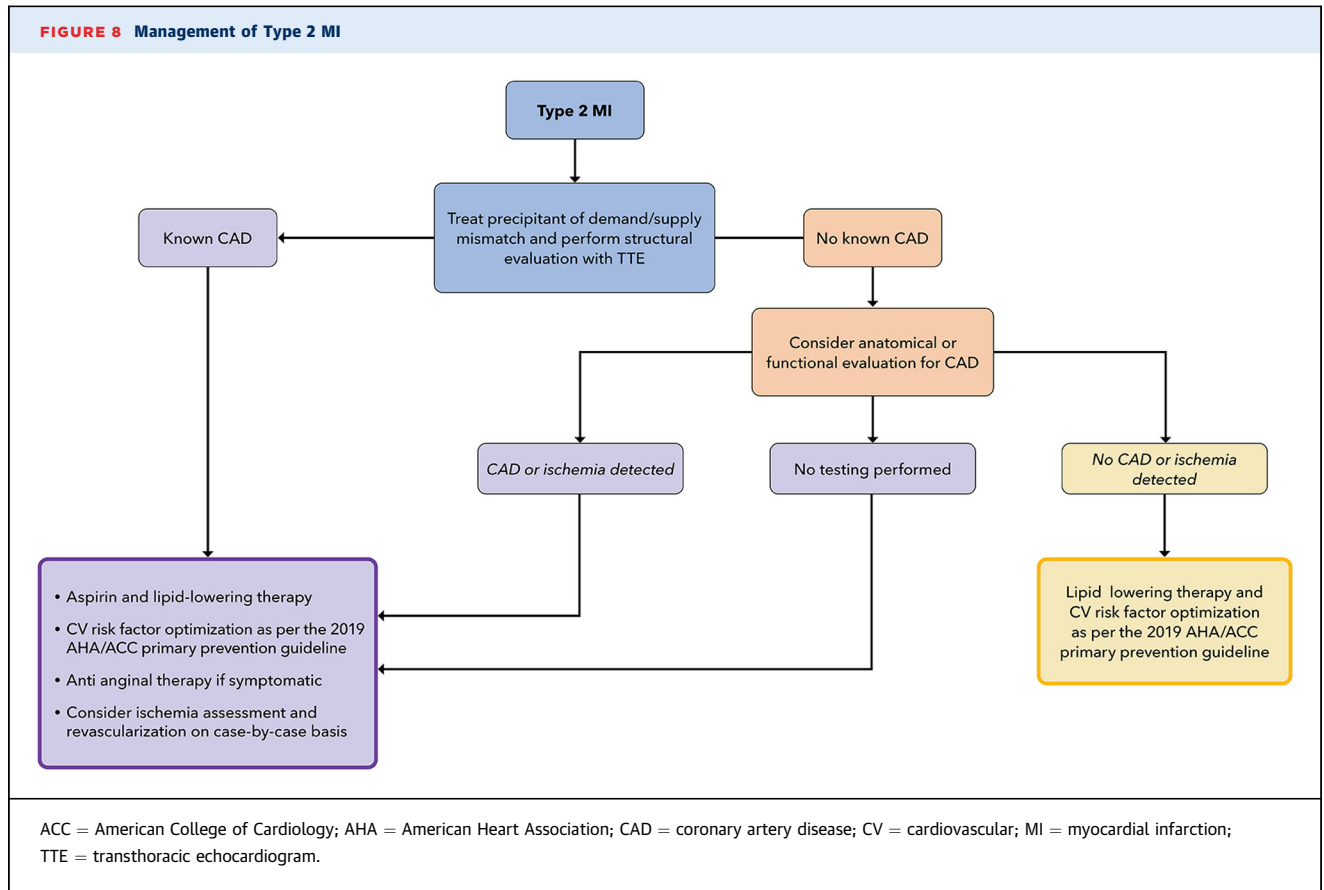 FIGURE 8 Management of Type 2 MI
Type 2 MI
Treat precipitant of demand/supply
mismatch and perform structural
evaluation with TTE
Known CAD
No known CAD
Consider anatomical or
functional evaluation for CAD
CAD or ischemia detected
No testing performed
No CAD or ischemia
detected
• Aspirin and lipid-lowering therapy
• CV risk factor optimization as per the 2019
AHA/ACC primary prevention guideline
• Anti anginal therapy if symptomatic
• Consider ischemia assessment and
revascularization on case-by-case basis
Lipid lowering therapy and
CV risk factor optimization
as per the 2019 AHA/ACC
primary prevention guideline
ACC = American College of Cardiology; AHA = American Heart Association; CAD = coronary artery disease; CV = cardiovascular; MI = myocardial infarction;
TTE = transthoracic echocardiogram.